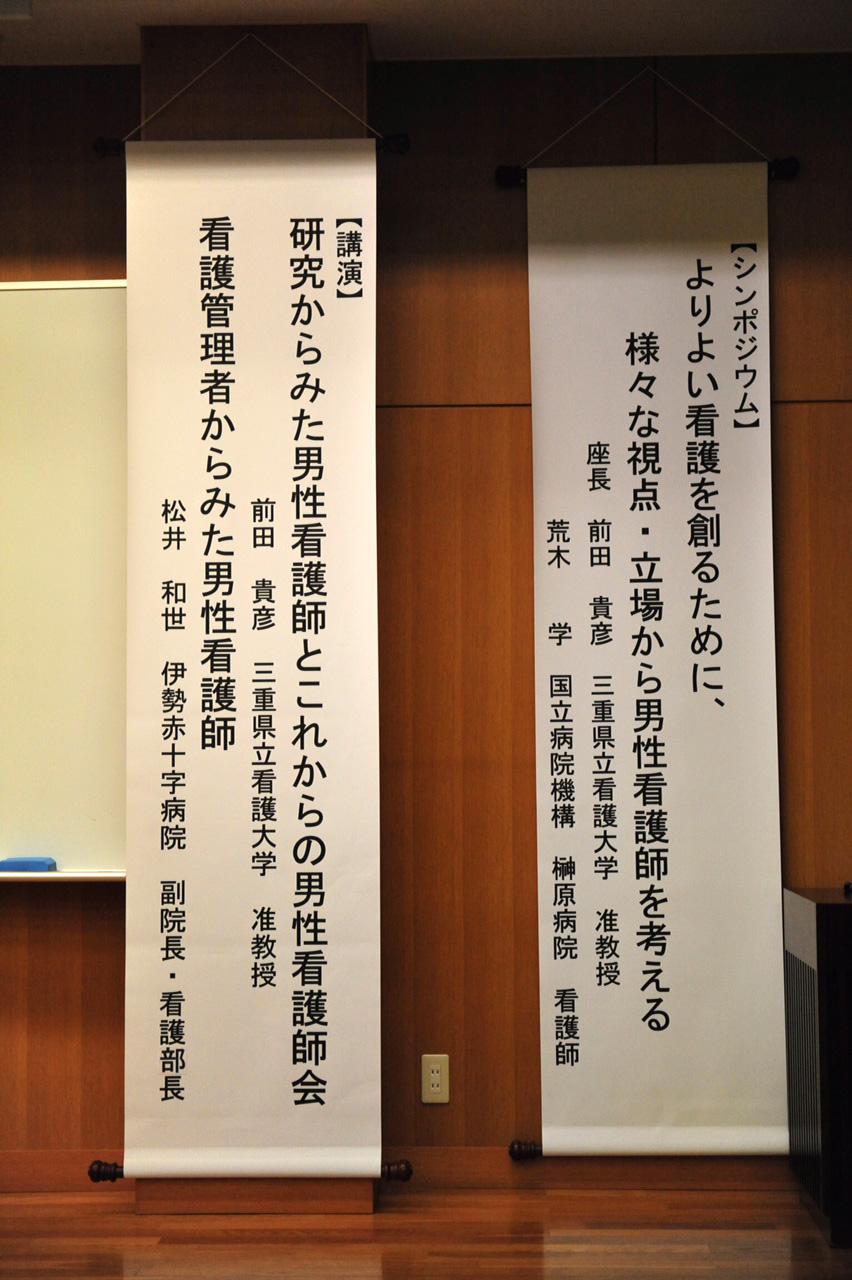 【シンポジウム】
よりよい看護を創るために、
様々な視点・立場から男性看護師を考える
座長 前田 貴彦 三重県立看護大学 准教授
荒木 学 国立病院機構 榊原病院 看護師
【講演】
研究からみた男性看護師とこれからの男性看護師会
前田 貴彦 三重県立看護大学 准教授
看護管理者からみた男性看護師
松井 和世 伊勢赤十字病院 副院長・看護部長